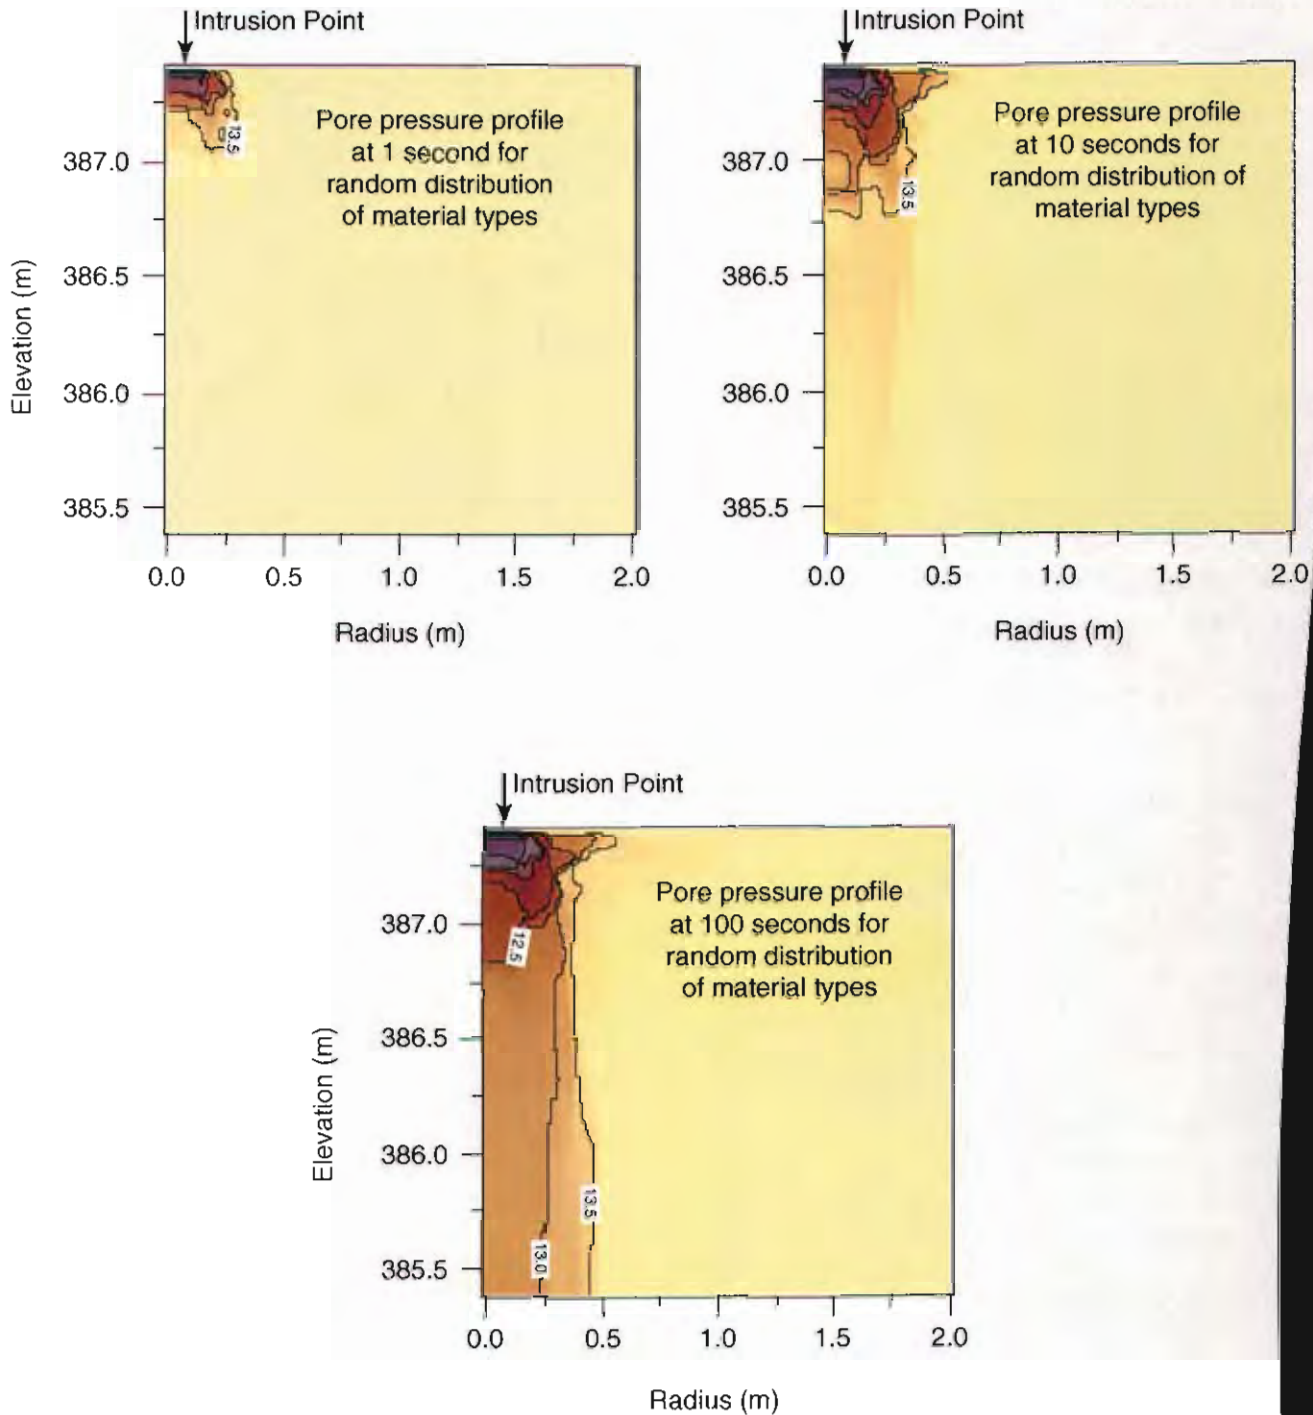 Intrusion Point
Pore pressure profile
at 1 second for
random distribution
of material types
13.5
387.0
386.5
386.0
385.5
Elevation (m)
0.0 0.5 1.0 1.5 2.0
Radius (m)
Intrusion Point
Pore pressure profile
at 10 seconds for
random distribution of
material types
13.5
387.0
386.5
386.0
385.5
0.0 0.5 1.0 1.5 2.0
Radius (m)
Intrusion Point
Pore pressure profile
at 100 seconds for
random distribution
of material types
12.5
13.5
13.0
387.0
386.5
386.0
385.5
Elevation (m)
0.0 0.5 1.0 1.5 2.0
Radius (m)